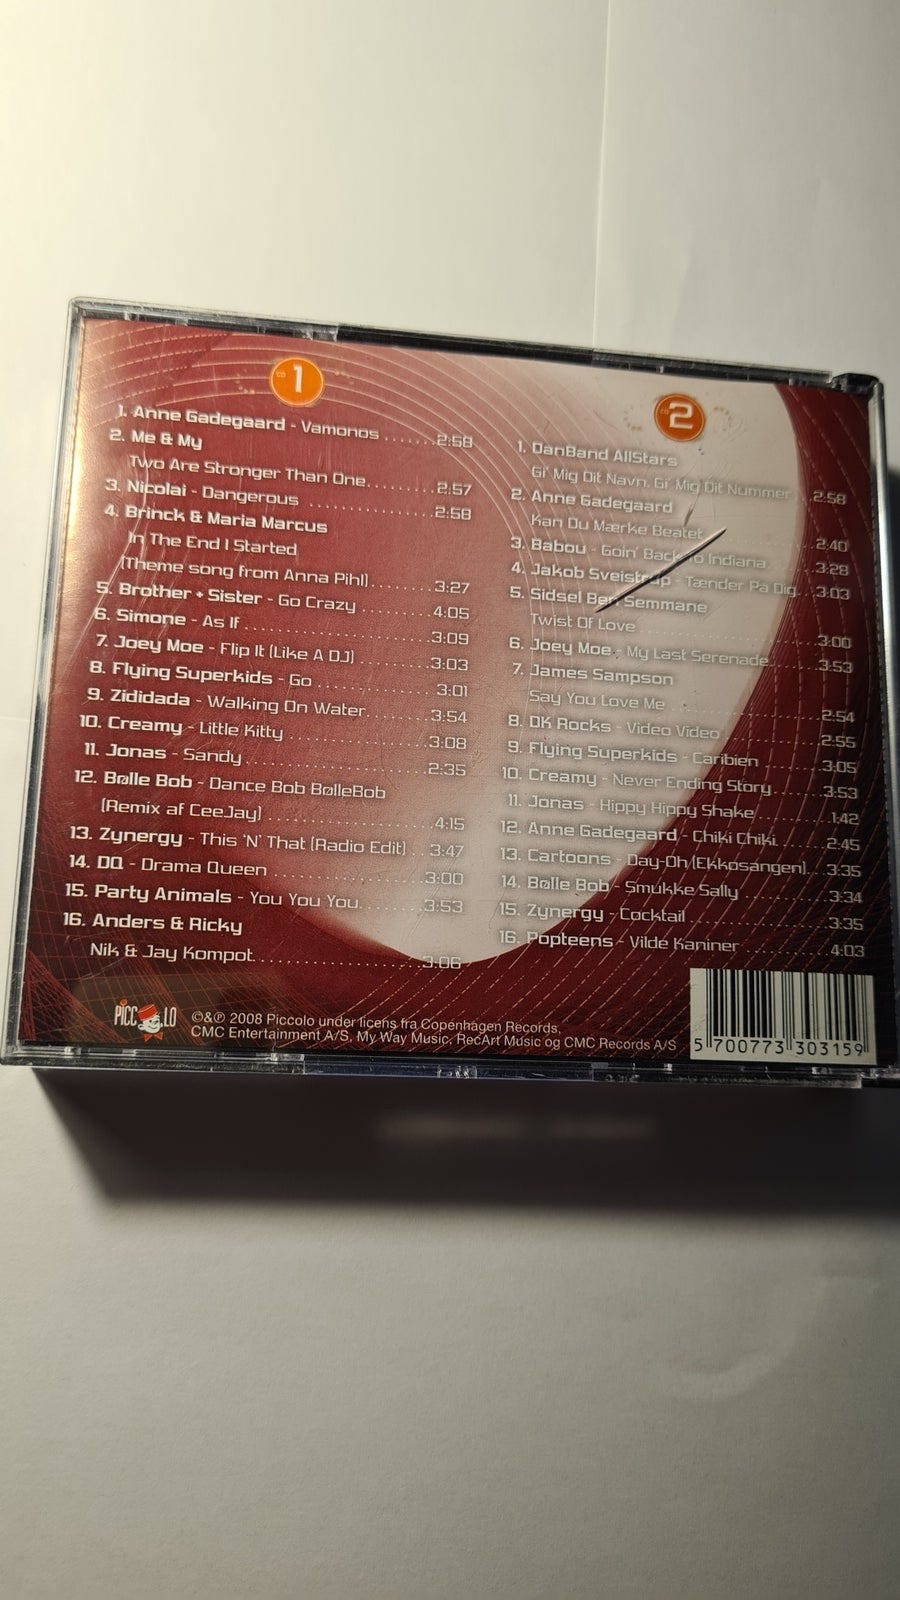 CD 1
1. Anne Gadegaard - Vamonos ........2:58
2. Me & My
Two Are Stronger Than One..........2:57
3. Nicolai - Dangerous ..................2:58
4. Brinck & Maria Marcus
In The End I Started
(Theme song from Anna Pihl)..........3:27
5. Brother + Sister - Go Crazy ..........4:05
6. Simone - As If ..........................3:09
7. Joey Moe - Flip It (Like A DJ) ..........3:03
8. Flying Superkids - Go ................3:01
9. Zididada - Walking On Water..........3:54
10. Creamy - Little Kitty ..................3:08
11. Jonas - Sandy ..........................2:35
12. Bølle Bob - Dance Bob BølleBob
(Remix af CeeJay) ........................4:15
13. Zynergy - This 'N' That (Radio Edit) ..3:47
14. DQ - Drama Queen ....................3:00
15. Party Animals - You You You..........3:53
16. Anders & Ricky
Nik & Jay Kompot........................3:06
CD 2
1. DanBand AllStars
Gi' Mig Dit Navn, Gi' Mig Dit Nummer ...2:58
2. Anne Gadegaard
Kan Du Mærke Beatet ..................2:40
3. Babou - Goin' Back To Indiana........3:28
4. Jakob Sveistrup - Tænder På Dig..3:03
5. Sidsel Ben Semmane
Twist Of Love ............................3:00
6. Joey Moe - My Last Serenade........3:53
7. James Sampson
Say You Love Me ........................2:54
8. DK Rocks - Video Video ................2:55
9. Flying Superkids - Caribien ..........3:05
10. Creamy - Never Ending Story........3:53
11. Jonas - Hippy Hippy Shake ..........1:42
12. Anne Gadegaard - Chiki Chiki........2:45
13. Cartoons - Day-Oh (Ekkosangen)...3:35
14. Bølle Bob - Smukke Sally ............3:34
15. Zynergy - Cocktail ....................3:35
16. Popteens - Vilde Kaniner ............4:03
PICCOLO
©&℗ 2008 Piccolo under licens fra Copenhagen Records,
CMC Entertainment A/S, My Way Music, RecArt Music og CMC Records A/S
5 700773 303159